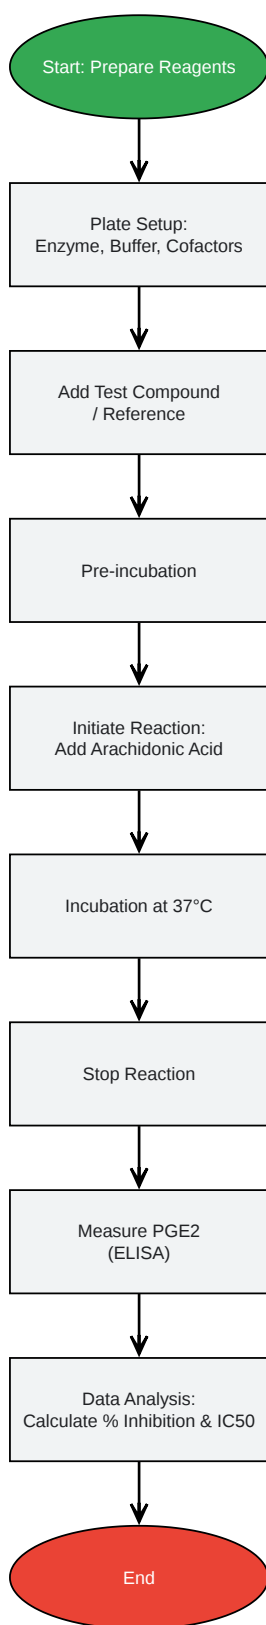 Start: Prepare Reagents
Plate Setup:
Enzyme, Buffer, Cofactors
Add Test Compound
/ Reference
Pre-incubation
Initiate Reaction:
Add Arachidonic Acid
Incubation at 37°C
Stop Reaction
Measure PGE2
(ELISA)
Data Analysis:
Calculate % Inhibition & IC50
End